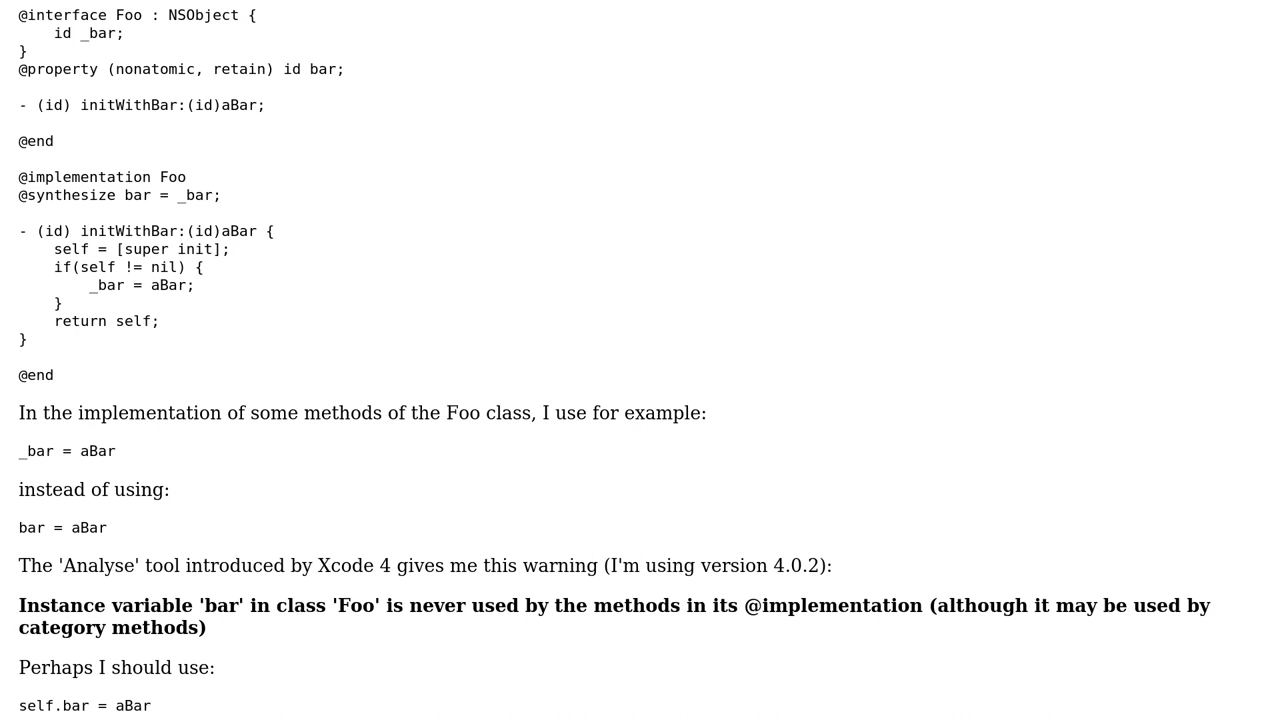 @interface Foo : NSObject {
    id _bar;
}
@property (nonatomic, retain) id bar;

- (id) initWithBar:(id)aBar;

@end

@implementation Foo
@synthesize bar = _bar;

- (id) initWithBar:(id)aBar {
    self = [super init];
    if(self != nil) {
        _bar = aBar;
    }
    return self;
}

@end
In the implementation of some methods of the Foo class, I use for example:
_bar = aBar
instead of using:
bar = aBar
The 'Analyse' tool introduced by Xcode 4 gives me this warning (I'm using version 4.0.2):
Instance variable 'bar' in class 'Foo' is never used by the methods in its @implementation (although it may be used by
category methods)
Perhaps I should use:
self.bar = aBar